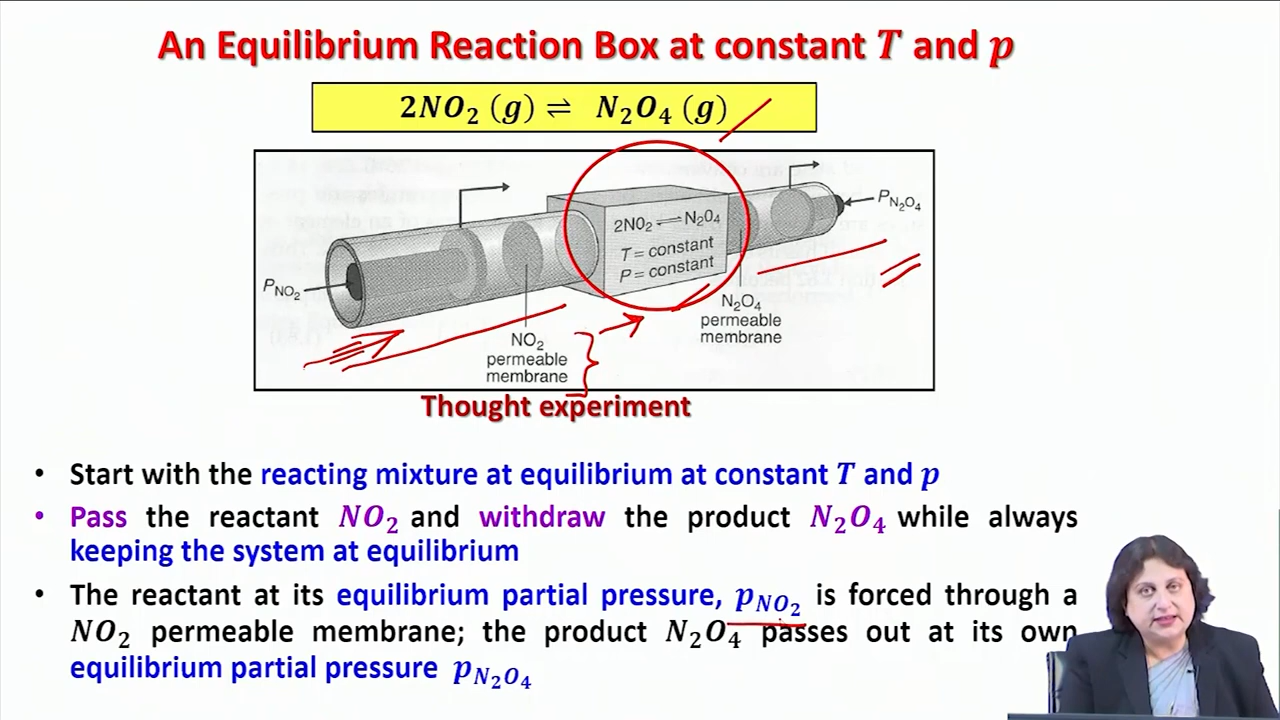 An Equilibrium Reaction Box at constant T and p
2NO₂ (g) ⇌ N₂O₄ (g)
P_NO₂
NO₂
permeable
membrane
2NO₂ ⇌ N₂O₄
T = constant
P = constant
N₂O₄
permeable
membrane
P_N₂O₄
Thought experiment
• Start with the reacting mixture at equilibrium at constant T and p
• Pass the reactant NO₂ and withdraw the product N₂O₄ while always
keeping the system at equilibrium
• The reactant at its equilibrium partial pressure, p_NO₂ is forced through a
NO₂ permeable membrane; the product N₂O₄ passes out at its own
equilibrium partial pressure p_N₂O₄